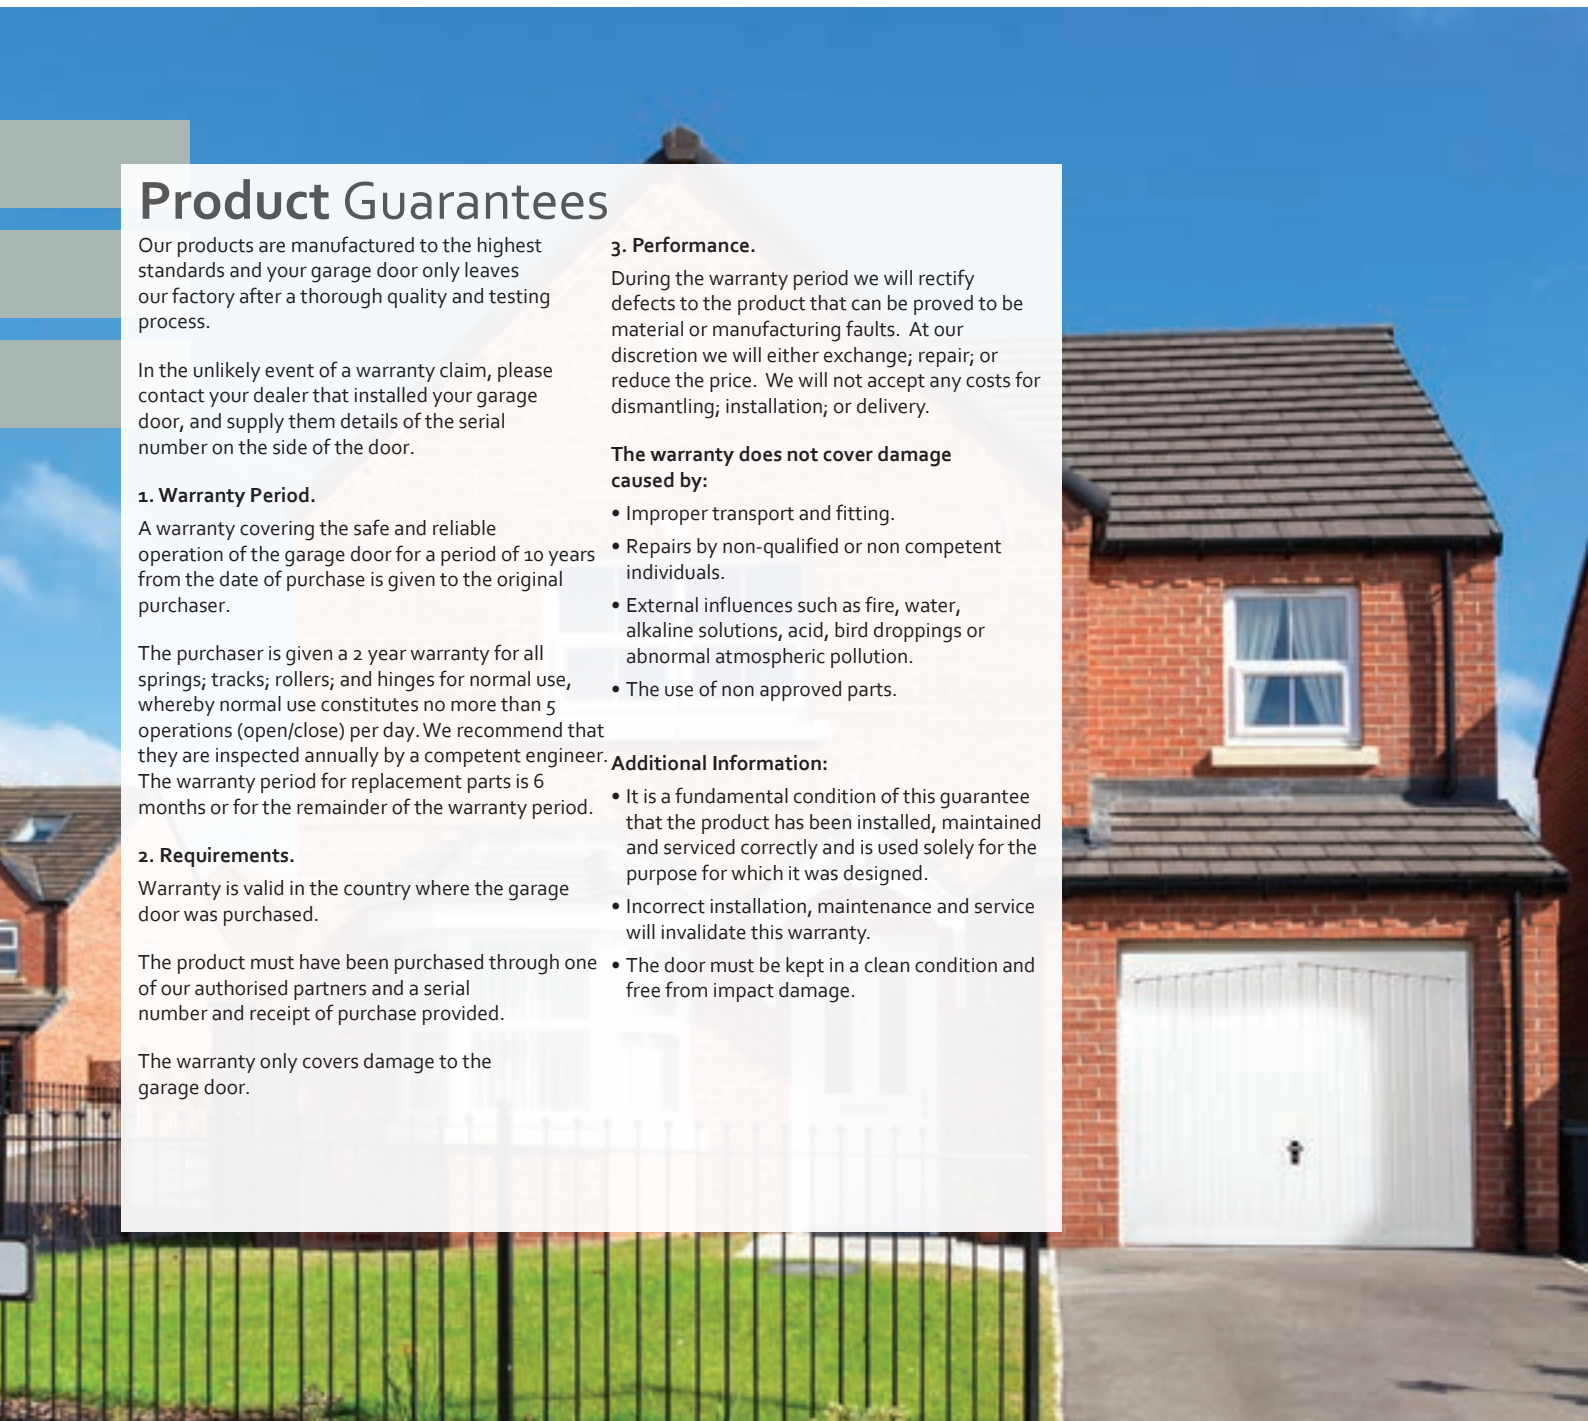 Product Guarantees
Our products are manufactured to the highest
standards and your garage door only leaves
our factory after a thorough quality and testing
process.
In the unlikely event of a warranty claim, please
contact your dealer that installed your garage
door, and supply them details of the serial
number on the side of the door.
1. Warranty Period.
A warranty covering the safe and reliable
operation of the garage door for a period of 10 years
from the date of purchase is given to the original
purchaser.
The purchaser is given a 2 year warranty for all
springs; tracks; rollers; and hinges for normal use,
whereby normal use constitutes no more than 5
operations (open/close) per day. We recommend that
they are inspected annually by a competent engineer.
The warranty period for replacement parts is 6
months or for the remainder of the warranty period.
2. Requirements.
Warranty is valid in the country where the garage
door was purchased.
The product must have been purchased through one
of our authorised partners and a serial
number and receipt of purchase provided.
The warranty only covers damage to the
garage door.
3. Performance.
During the warranty period we will rectify
defects to the product that can be proved to be
material or manufacturing faults.  At our
discretion we will either exchange; repair; or
reduce the price.  We will not accept any costs for
dismantling; installation; or delivery.
The warranty does not cover damage
caused by:
• Improper transport and fitting.
• Repairs by non-qualified or non competent
individuals.
• External influences such as fire, water,
alkaline solutions, acid, bird droppings or
abnormal atmospheric pollution.
• The use of non approved parts.
Additional Information:
• It is a fundamental condition of this guarantee
that the product has been installed, maintained
and serviced correctly and is used solely for the
purpose for which it was designed.
• Incorrect installation, maintenance and service
will invalidate this warranty.
• The door must be kept in a clean condition and
free from impact damage.